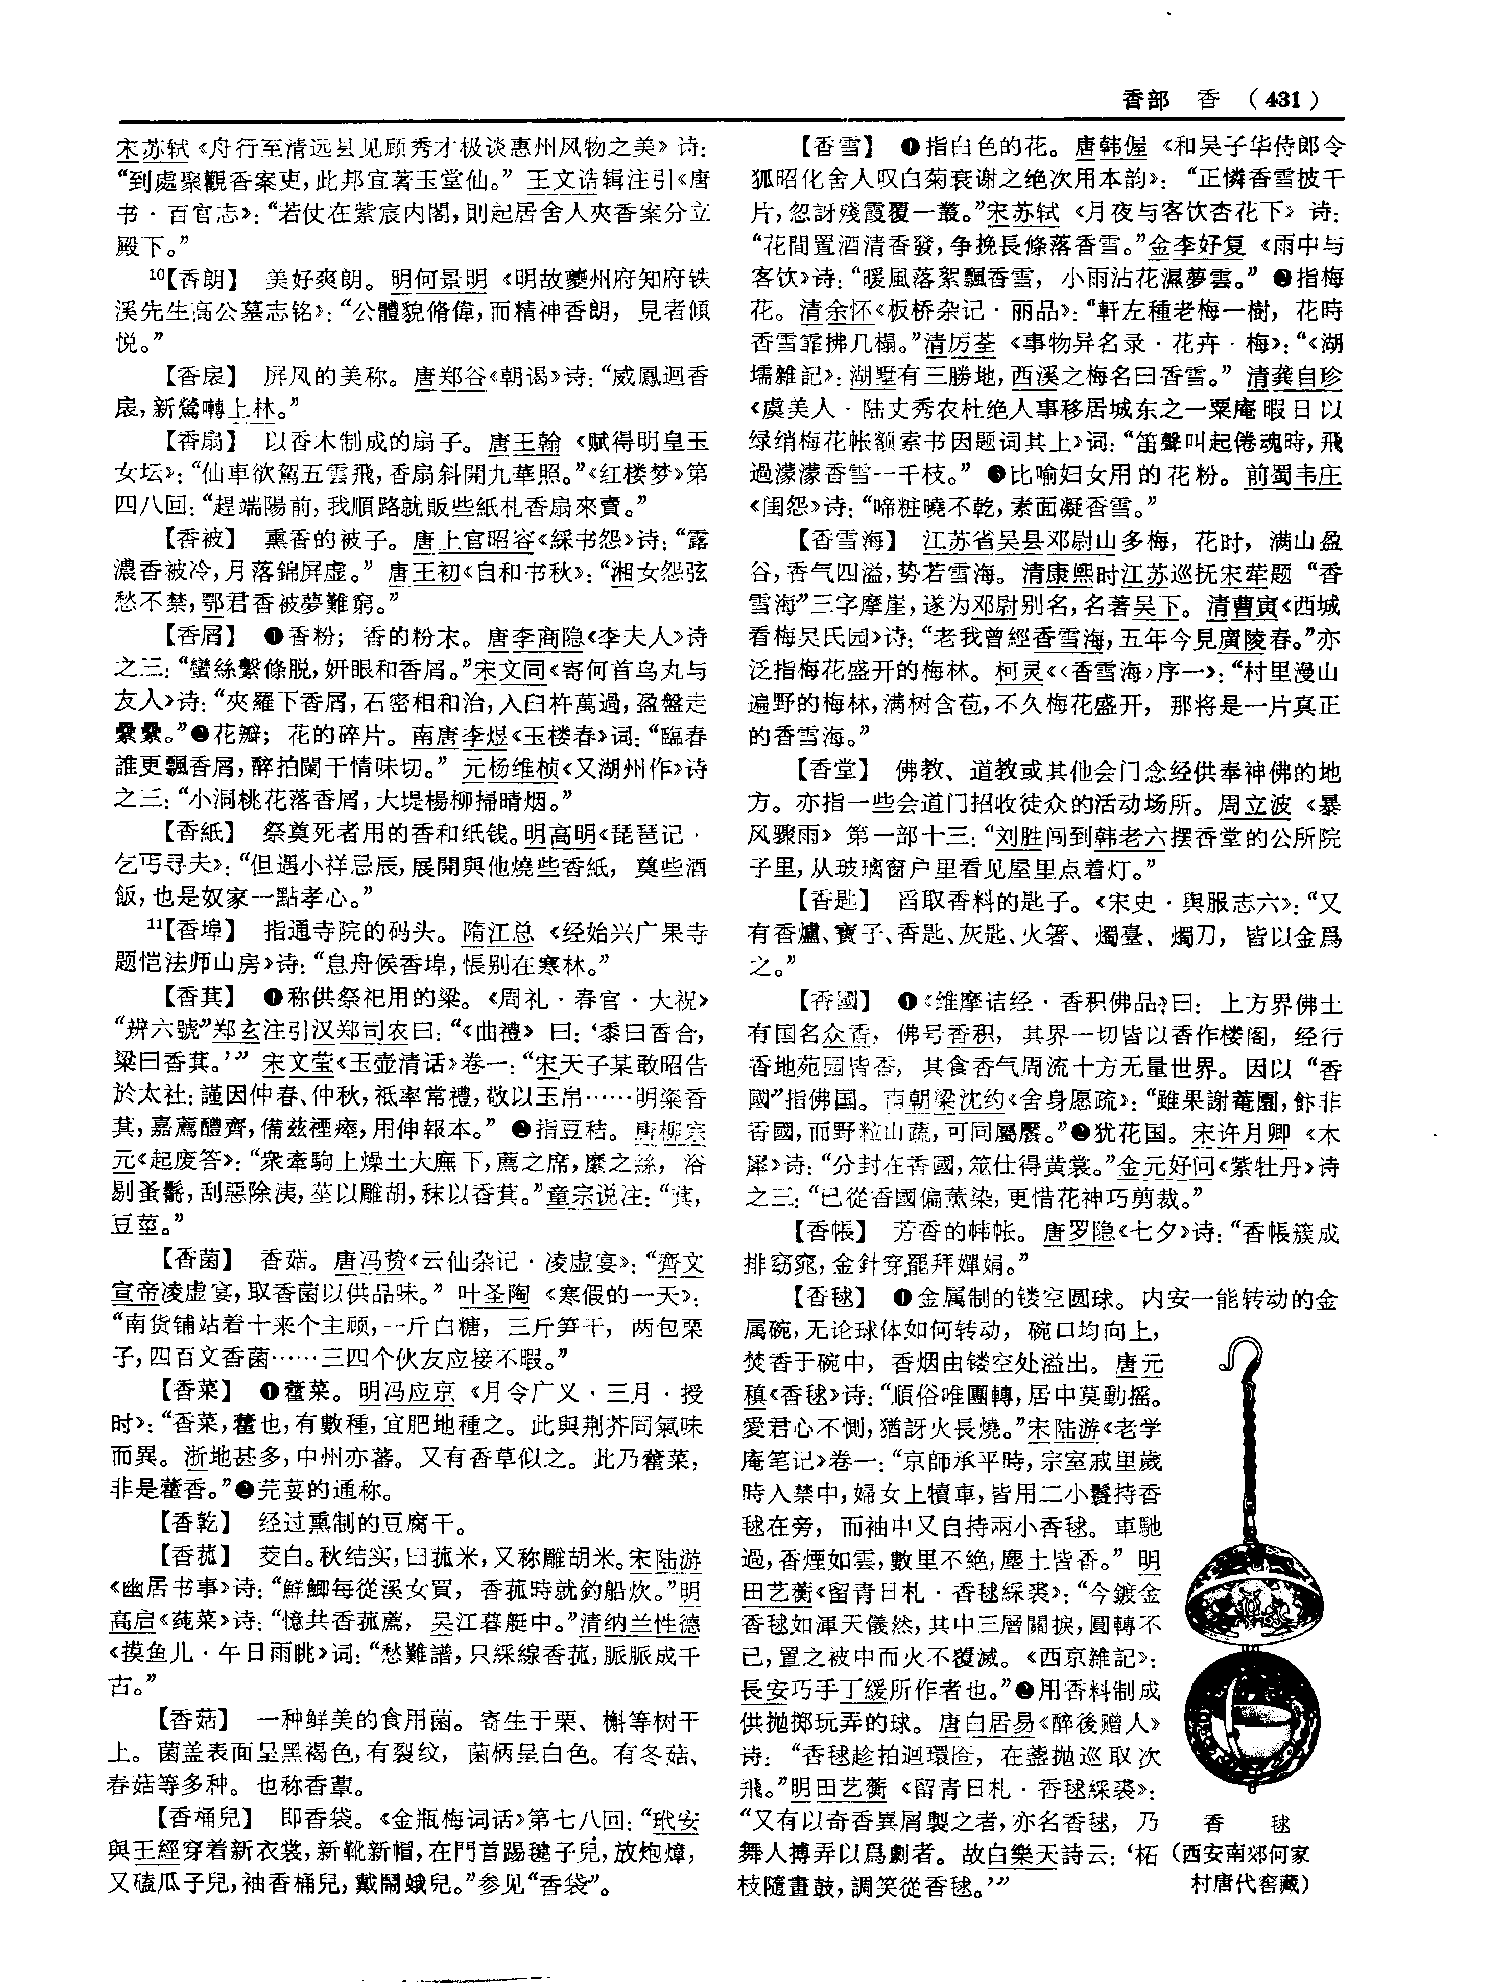 香部　香　（431）
宋苏轼《舟行至清远县见顾秀才极谈惠州风物之美》诗：
“到處聚觀香案吏，此邦宜著玉堂仙。”王文诰辑注引《唐
书·百官志》：“若仗在紫宸内閣，則起居舍人夾香案分立
殿下。”
10【香朗】　美好爽朗。明何景明《明故夔州府知府铁
溪先生高公墓志铭》：“公體貌脩偉，而精神香朗，見者傾
悦。”
【香扆】　屏风的美称。唐郑谷《朝谒》诗：“威鳳迴香
扆，新鶯囀上林。”
【香扇】　以香木制成的扇子。唐王翰《赋得明皇玉
女坛》：“仙車欲駕五雲飛，香扇斜開九華照。”《红楼梦》第
四八回：“趕端陽前，我順路就販些紙札香扇來賣。”
【香被】　熏香的被子。唐上官昭容《綵书怨》诗：“露
濃香被冷，月落錦屏虚。”唐王初《自和书秋》：“湘女怨弦
愁不禁，鄂君香被夢難窮。”
【香屑】　❶香粉；香的粉末。唐李商隐《李夫人》诗
之三：“蠻絲繫條脱，妍眼和香屑。”宋文同《寄何首乌丸与
友人》诗：“夾羅下香屑，石密相和治，入臼杵萬過，盈盤走
纍纍。”❷花瓣；花的碎片。南唐李煜《玉楼春》词：“臨春
誰更飄香屑，醉拍闌干情味切。”元杨维桢《又湖州作》诗
之三：“小洞桃花落香屑，大堤楊柳掃晴烟。”
【香紙】　祭奠死者用的香和纸钱。明高明《琵琶记·
乞丐寻夫》：“但遇小祥忌辰，展開與他燒些香紙，奠些酒
飯，也是奴家一點孝心。”
11【香埠】　指通寺院的码头。隋江总《经始兴广果寺
题恺法师山房》诗：“息舟候香埠，悵别在寒林。”
【香萁】　❶称供祭祀用的粱。《周礼·春官·大祝》
“辨六號”郑玄注引汉郑司农曰：“《曲禮》曰：‘黍曰香合，
粱曰香萁。’”宋文莹《玉壶清话》卷一：“宋天子某敢昭告
於太社：謹因仲春、仲秋，祗率常禮，敬以玉帛……明粢香
萁，嘉薦醴齊，備兹禋瘞，用伸報本。”❷指豆秸。唐柳宗
元《起废答》：“衆牽駒上燥土大廡下，薦之席，縻之絲，浴
剔蚤鬋，刮惡除洟，莝以雕胡，秣以香萁。”童宗说注：“萁，
豆莖。”
【香菌】　香菇。唐冯贽《云仙杂记·凌虚宴》：“齊文
宣帝凌虚宴，取香菌以供品味。”叶圣陶《寒假的一天》：
“南货铺站着十来个主顾，一斤白糖，三斤笋干，两包栗
子，四百文香菌……三四个伙友应接不暇。”
【香菜】　❶藿菜。明冯应京《月令广义·三月·授
时》：“香菜，藿也，有數種，宜肥地種之。此與荆芥同氣味
而異。浙地甚多，中州亦蕃。又有香草似之。此乃藿菜，
非是藿香。”❷芫荽的通称。
【香乾】　经过熏制的豆腐干。
【香菰】　茭白。秋结实，曰菰米，又称雕胡米。宋陆游
《幽居书事》诗：“鮮鯽每從溪女買，香菰時就釣船炊。”明
高启《莼菜》诗：“憶共香菰薦，吴江暮艇中。”清纳兰性德
《摸鱼儿·午日雨眺》词：“愁難譜，只綵線香菰，脈脈成千
古。”
【香菇】　一种鲜美的食用菌。寄生于栗、槲等树干
上。菌盖表面呈黑褐色，有裂纹，菌柄呈白色。有冬菇、
春菇等多种。也称香蕈。
【香桶兒】　即香袋。《金瓶梅词话》第七八回：“玳安
與王經穿着新衣裳，新靴新帽，在門首踢毽子兒，放炮𤒹，
又磕瓜子兒，袖香桶兒，戴鬧蛾兒。”参见“香袋”。
【香雪】　❶指白色的花。唐韩偓《和吴子华侍郎令
狐昭化舍人叹白菊衰谢之绝次用本韵》：“正憐香雪披千
片，忽訝殘霞覆一叢。”宋苏轼《月夜与客饮杏花下》诗：
“花間置酒清香發，争挽長條落香雪。”金李好复《雨中与
客饮》诗：“暖風落絮飄香雪，小雨沾花濕夢雲。”❷指梅
花。清余怀《板桥杂记·丽品》：“軒左種老梅一樹，花時
香雪霏拂几榻。”清厉荃《事物异名录·花卉·梅》：“《湖
壖雜記》：湖墅有三勝地，西溪之梅名曰香雪。”清龚自珍
《虞美人·陆丈秀农杜绝人事移居城东之一粟庵暇日以
绿绡梅花帐额索书因题词其上》词：“笛聲叫起倦魂時，飛
過濛濛香雪一千枝。”❸比喻妇女用的花粉。前蜀韦庄
《闺怨》诗：“啼粧曉不乾，素面凝香雪。”
【香雪海】　江苏省吴县邓尉山多梅，花时，满山盈
谷，香气四溢，势若雪海。清康熙时江苏巡抚宋荦题“香
雪海”三字摩崖，遂为邓尉别名，名著吴下。清曹寅《西城
看梅吴氏园》诗：“老我曾經香雪海，五年今見廣陵春。”亦
泛指梅花盛开的梅林。柯灵《〈香雪海〉序一》：“村里漫山
遍野的梅林，满树含苞，不久梅花盛开，那将是一片真正
的香雪海。”
【香堂】　佛教、道教或其他会门念经供奉神佛的地
方。亦指一些会道门招收徒众的活动场所。周立波《暴
风骤雨》第一部十三：“刘胜闯到韩老六摆香堂的公所院
子里，从玻璃窗户里看见屋里点着灯。”
【香匙】　舀取香料的匙子。《宋史·舆服志六》：“又
有香爐、寶子、香匙、灰匙、火箸、燭臺、燭刀，皆以金爲
之。”
【香國】　❶《维摩诘经·香积佛品》曰：上方界佛土
有国名众香，佛号香积，其界一切皆以香作楼阁，经行
香地苑园皆香，其食香气周流十方无量世界。因以“香
國”指佛国。南朝梁沈约《舍身愿疏》：“雖果謝菴園，飰非
香國，而野粒山蔬，可同屬饜。”❷犹花国。宋许月卿《木
犀》诗：“分封在香國，筮仕得黄裳。”金元好问《紫牡丹》诗
之三：“已從香國偏薰染，更惜花神巧剪裁。”
【香帳】　芳香的帏帐。唐罗隐《七夕》诗：“香帳簇成
排窈窕，金針穿罷拜嬋娟。”
【香毬】　❶金属制的镂空圆球。内安一能转动的金
属碗，无论球体如何转动，碗口均向上，
焚香于碗中，香烟由镂空处溢出。唐元
稹《香毬》诗：“順俗唯團轉，居中莫動摇。
愛君心不惻，猶訝火長燒。”宋陆游《老学
庵笔记》卷一：“京師承平時，宗室戚里歲
時入禁中，婦女上犢車，皆用二小鬟持香
毬在旁，而袖中又自持兩小香毬。車馳
過，香煙如雲，數里不絶，塵土皆香。”明
田艺蘅《留青日札·香毬綵裘》：“今鍍金
香毬如渾天儀然，其中三層關捩，圓轉不
已，置之被中而火不覆滅。《西京雜記》：
長安巧手丁緩所作者也。”❷用香料制成
供抛掷玩弄的球。唐白居易《醉後赠人》
诗：“香毬趁拍迴環匼，在盞抛巡取次
飛。”明田艺蘅《留青日札·香毬綵裘》：
“又有以奇香異屑製之者，亦名香毬，乃
舞人搏弄以爲劇者。故白樂天詩云：‘柘
枝隨畫鼓，調笑從香毬。’”
香　毬
（西安南郊何家
村唐代窖藏）